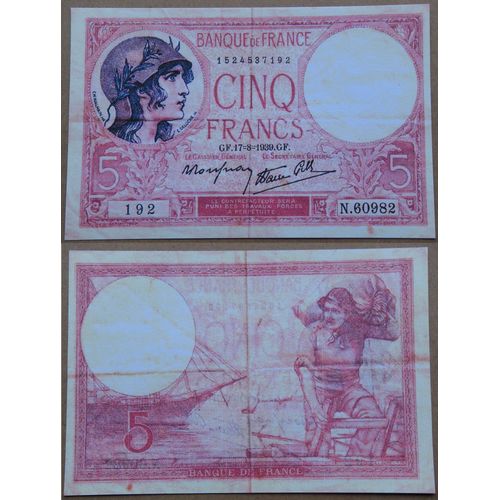 BANQUE DE FRANCE
1524537192
CINQ
FRANCS
GF.17=8=1939.GF.
LE CAISSIER GÉNÉRAL LE SECRÉTAIRE GÉNÉRAL
5 5
192 N.60982
LE CONTREFACTEUR SERA
PUNI DES TRAVAUX FORCÉS
A PERPÉTUITÉ
5
BANQUE DE FRANCE